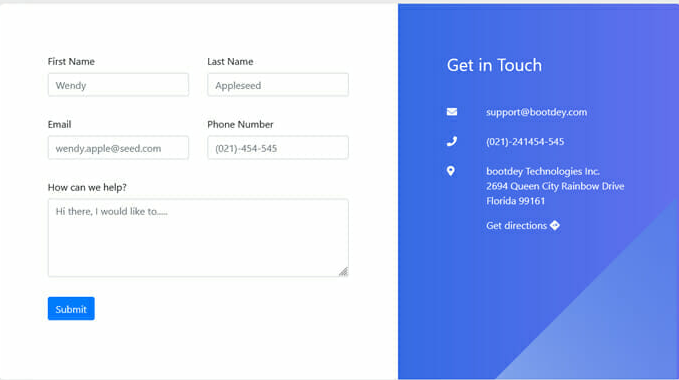 First Name
Last Name
Wendy
Appleseed
Email
Phone Number
wendy.apple@seed.com
(021)-454-545
How can we help?
Hi there, I would like to.....
Submit
Get in Touch
support@bootdey.com
(021)-241454-545
bootdey Technologies Inc.
2694 Queen City Rainbow Drive
Florida 99161
Get directions